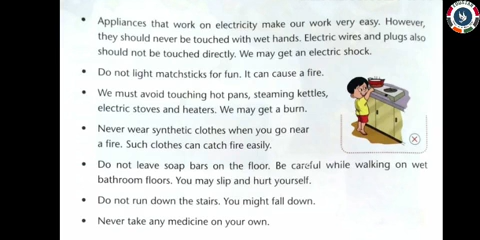 • Appliances that work on electricity make our work very easy. However,
they should never be touched with wet hands. Electric wires and plugs also
should not be touched directly. We may get an electric shock.
• Do not light matchsticks for fun. It can cause a fire.
• We must avoid touching hot pans, steaming kettles,
electric stoves and heaters. We may get a burn.
• Never wear synthetic clothes when you go near
a fire. Such clothes can catch fire easily.
• Do not leave soap bars on the floor. Be careful while walking on wet
bathroom floors. You may slip and hurt yourself.
• Do not run down the stairs. You might fall down.
• Never take any medicine on your own.